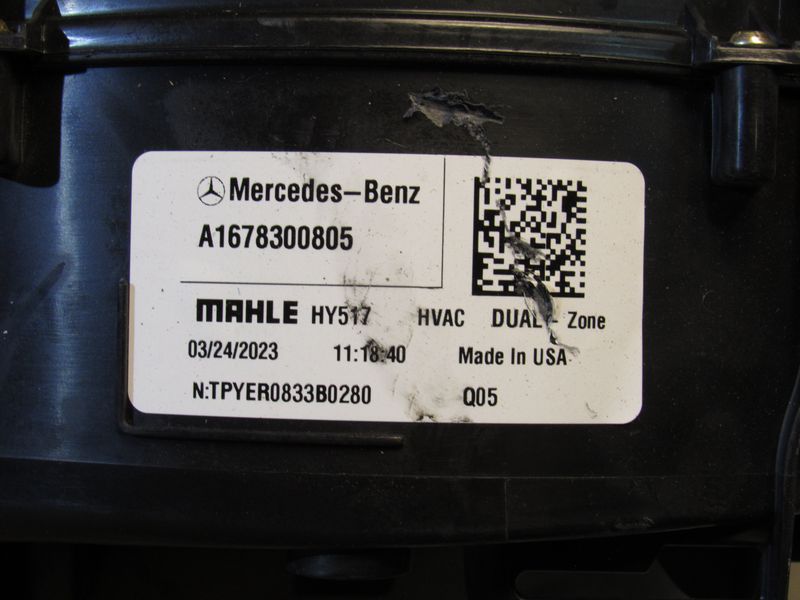 Mercedes-Benz
A1678300805
MAHLE HY517 HVAC DUAL - Zone
03/24/2023 11:18:40 Made In USA
N:TPYER0833B0280 Q05